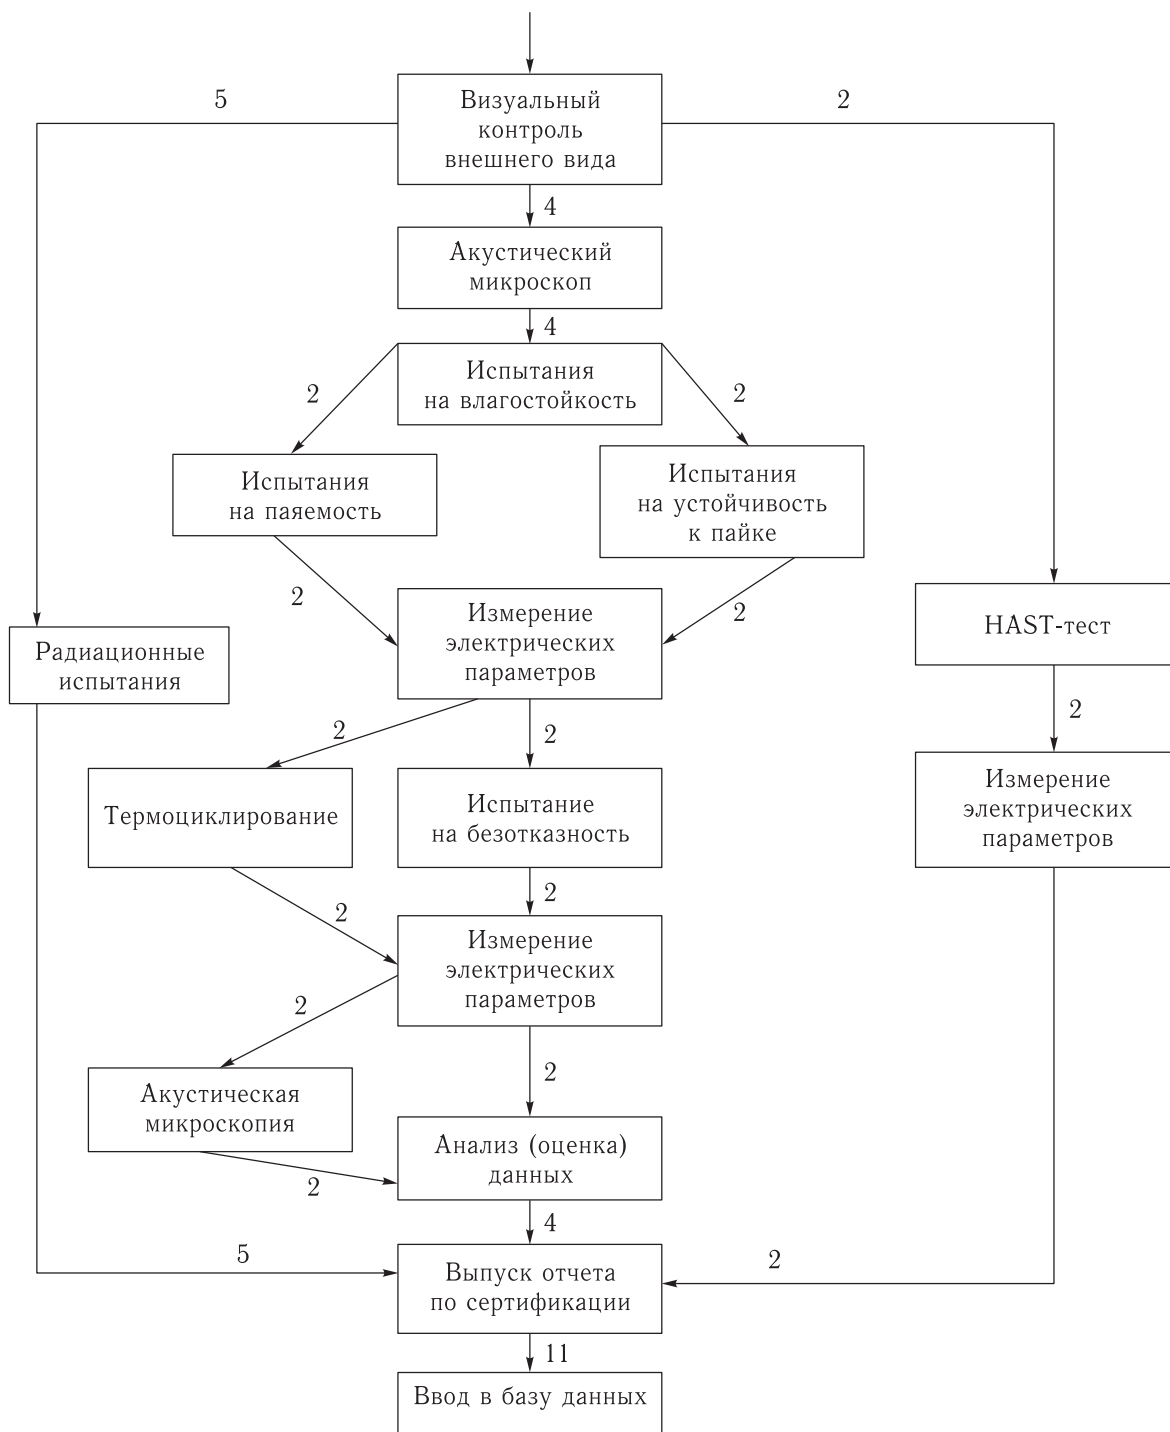 5
2
Визуальный
контроль
внешнего вида
4
Акустический
микроскоп
4
Испытания
на влагостойкость
2
2
Испытания
на паяемость
Испытания
на устойчивость
к пайке
2
2
Измерение
электрических
параметров
HAST-тест
Радиационные
испытания
2
2
2
Термоциклирование
Испытание
на безотказность
Измерение
электрических
параметров
2
2
Измерение
электрических
параметров
2
2
Акустическая
микроскопия
Анализ (оценка)
данных
2
4
5
2
Выпуск отчета
по сертификации
11
Ввод в базу данных